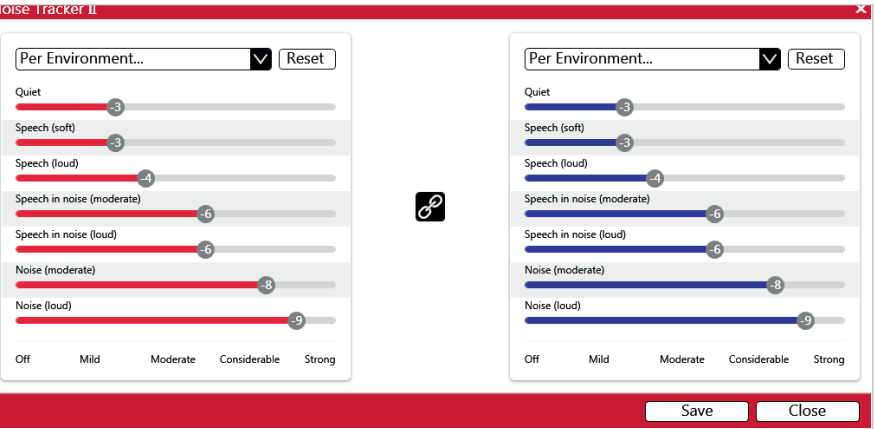 Noise Tracker II x
Per Environment... Reset
Quiet
-3
Speech (soft)
-3
Speech (loud)
-4
Speech in noise (moderate)
-6
Speech in noise (loud)
-6
Noise (moderate)
-8
Noise (loud)
-9
Off Mild Moderate Considerable Strong
Per Environment... Reset
Quiet
-3
Speech (soft)
-3
Speech (loud)
-4
Speech in noise (moderate)
-6
Speech in noise (loud)
-6
Noise (moderate)
-8
Noise (loud)
-9
Off Mild Moderate Considerable Strong
Save Close